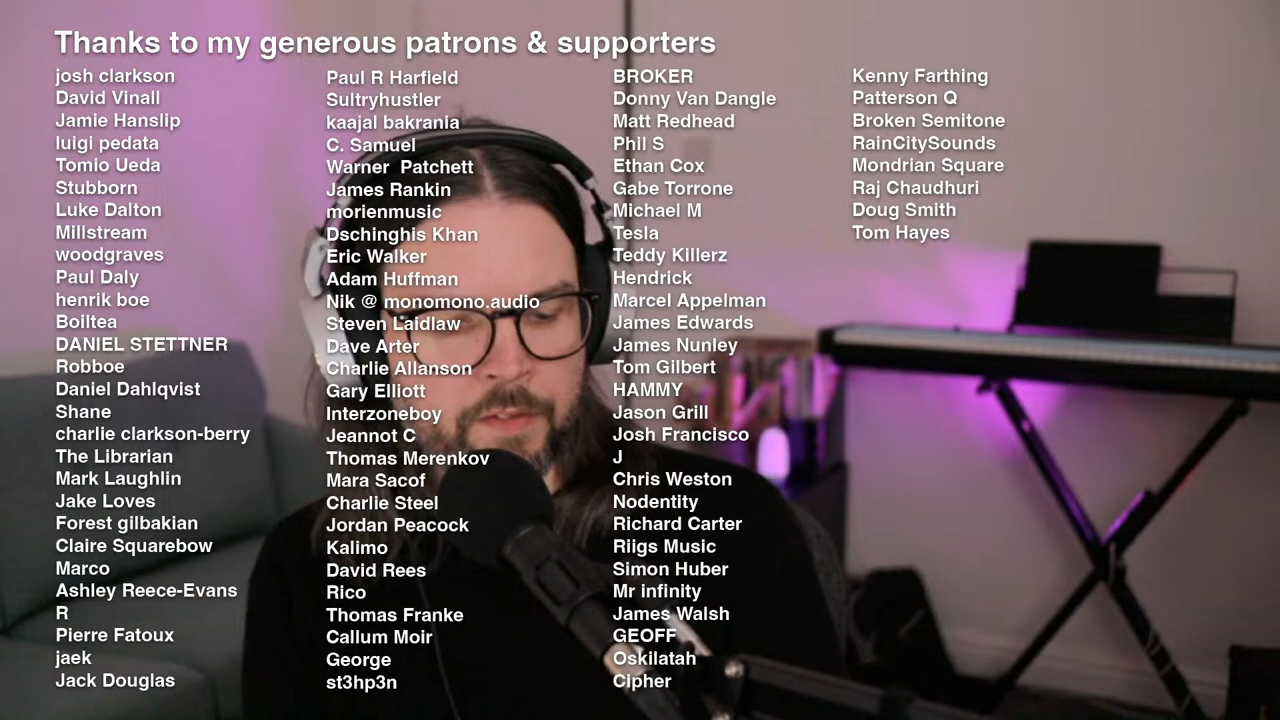 Thanks to my generous patrons & supporters
josh clarkson
David Vinall
Jamie Hanslip
luigi pedata
Tomio Ueda
Stubborn
Luke Dalton
Millstream
woodgraves
Paul Daly
henrik boe
Boiltea
DANIEL STETTNER
Robboe
Daniel Dahlqvist
Shane
charlie clarkson-berry
The Librarian
Mark Laughlin
Jake Loves
Forest gilbakian
Claire Squarebow
Marco
Ashley Reece-Evans
R
Pierre Fatoux
jaek
Jack Douglas
Paul R Harfield
Sultryhustler
kaajal bakrania
C. Samuel
Warner  Patchett
James Rankin
morienmusic
Dschinghis Khan
Eric Walker
Adam Huffman
Nik @ monomono.audio
Steven Laidlaw
Dave Arter
Charlie Allanson
Gary Elliott
Interzoneboy
Jeannot C
Thomas Merenkov
Mara Sacof
Charlie Steel
Jordan Peacock
Kalimo
David Rees
Rico
Thomas Franke
Callum Moir
George
st3hp3n
BROKER
Donny Van Dangle
Matt Redhead
Phil S
Ethan Cox
Gabe Torrone
Michael M
Tesla
Teddy Killerz
Hendrick
Marcel Appelman
James Edwards
James Nunley
Tom Gilbert
HAMMY
Jason Grill
Josh Francisco
J
Chris Weston
Nodentity
Richard Carter
Riigs Music
Simon Huber
Mr infinity
James Walsh
GEOFF
Oskilatah
Cipher
Kenny Farthing
Patterson Q
Broken Semitone
RainCitySounds
Mondrian Square
Raj Chaudhuri
Doug Smith
Tom Hayes